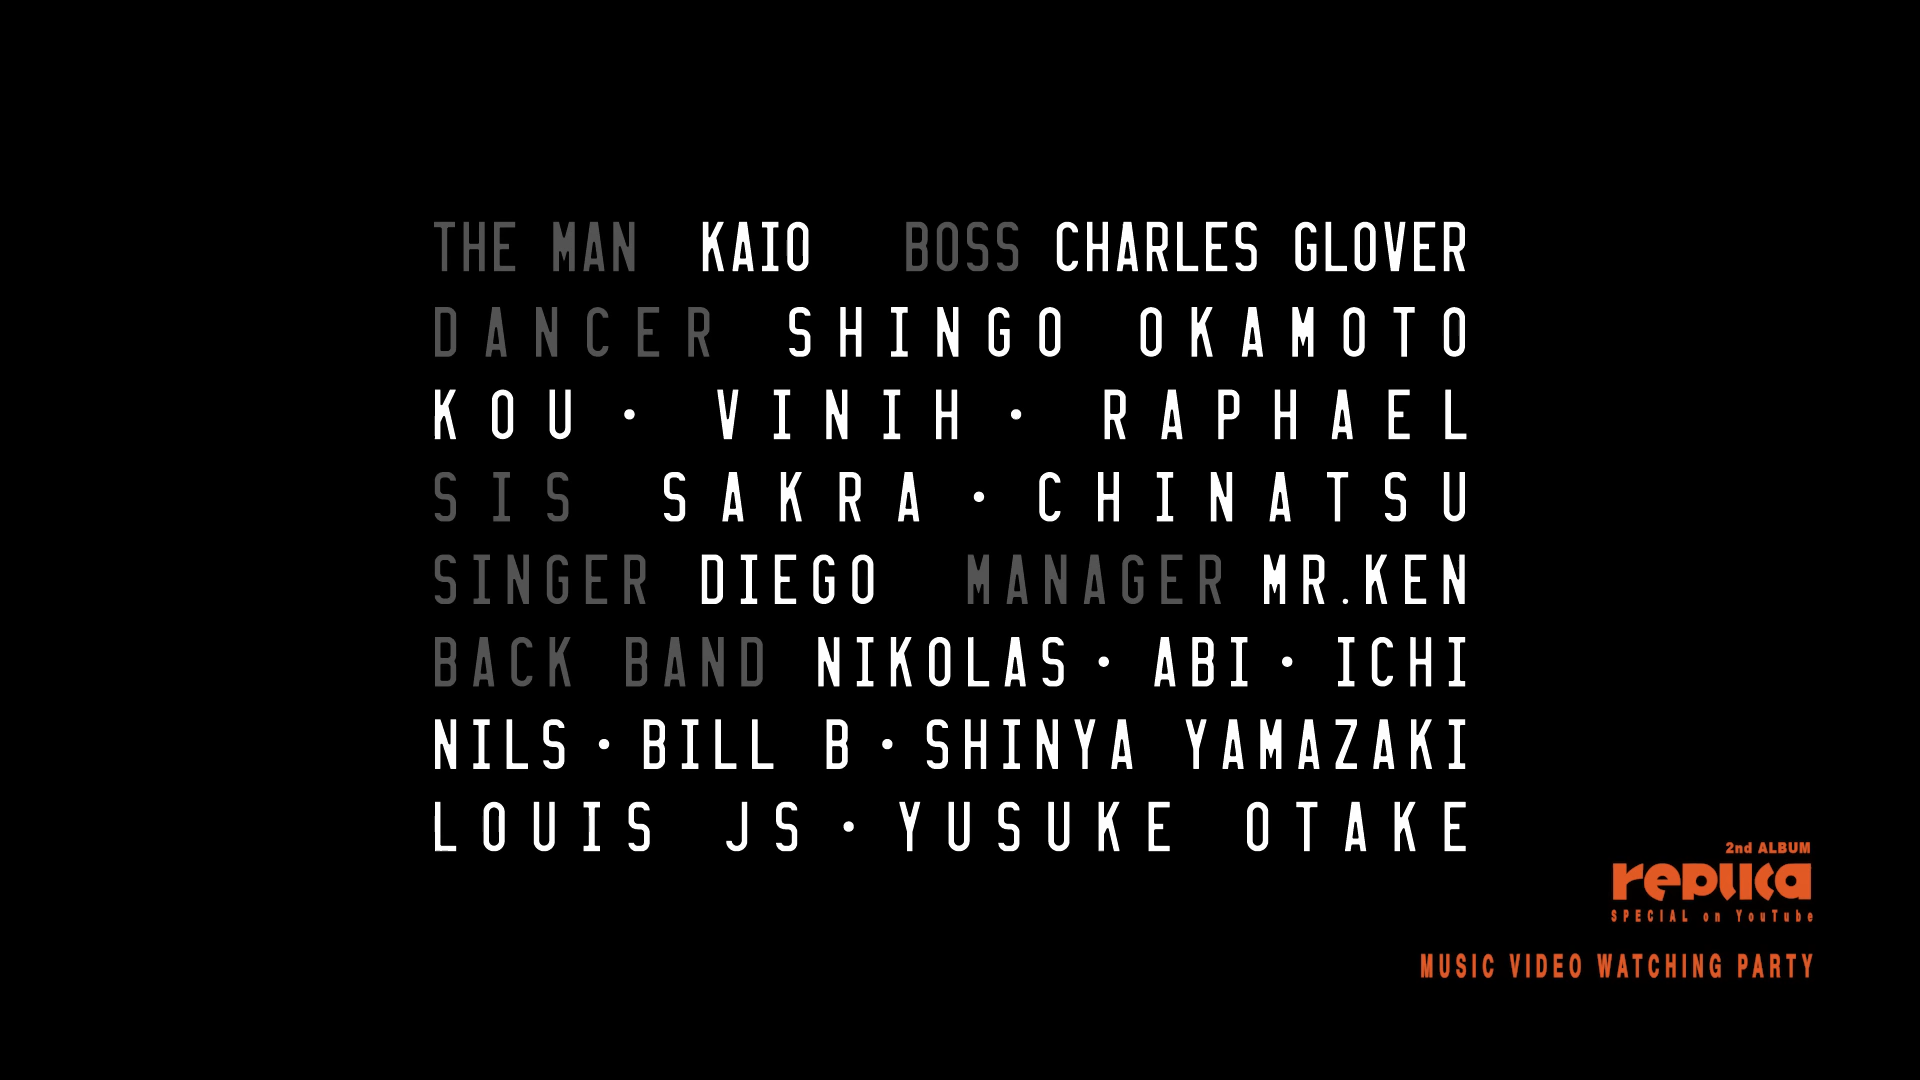 THE MAN KAIO BOSS CHARLES GLOVER
DANCER SHINGO OKAMOTO
KOU・ VINIH・ RAPHAEL
SIS SAKRA・CHINATSU
SINGER DIEGO MANAGER MR.KEN
BACK BAND NIKOLAS・ABI・ICHI
NILS・BILL B・SHINYA YAMAZAKI
LOUIS JS・YUSUKE OTAKE
2nd ALBUM
replica
SPECIAL on YouTube
MUSIC VIDEO WATCHING PARTY